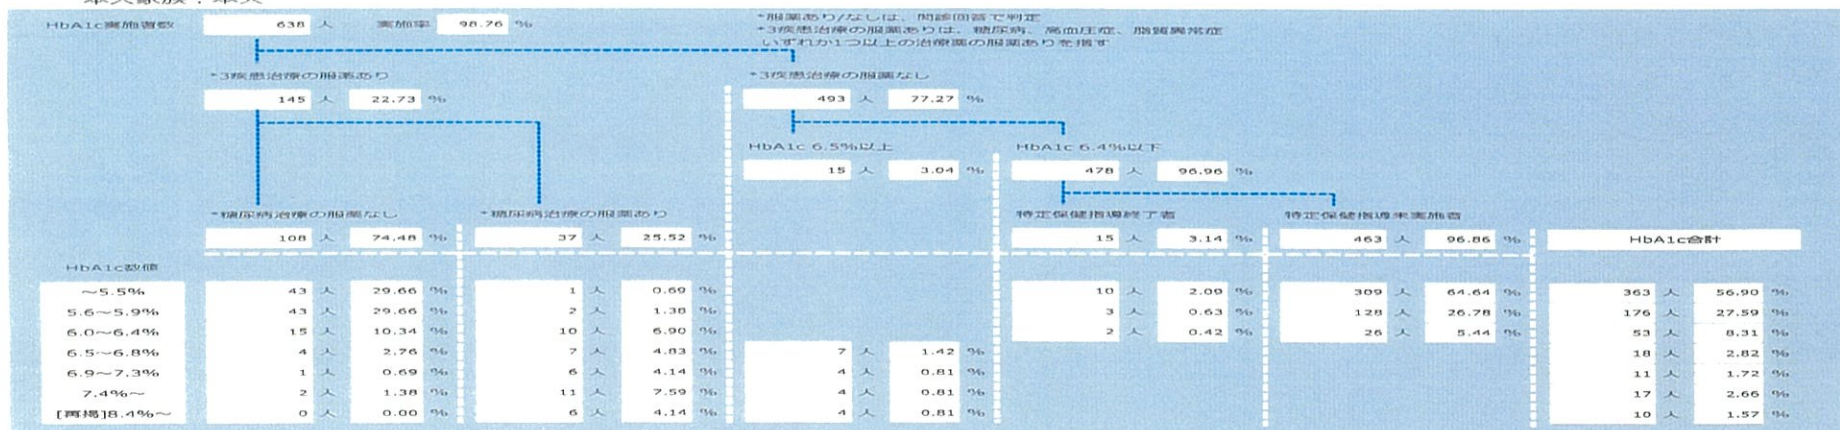 本人家族：本人
HbA1c実施者数 638 人 実施率 98.76 %
*服薬あり/なしは、問診回答で判定
*3疾患治療の服薬ありは、糖尿病、高血圧症、脂質異常症
いずれか1つ以上の治療薬の服薬ありを指す
*3疾患治療の服薬あり *3疾患治療の服薬なし
145 人 22.73 % 493 人 77.27 %
HbA1c 6.5%以上 HbA1c 6.4%以下
15 人 3.04 % 478 人 96.96 %
*糖尿病治療の服薬なし *糖尿病治療の服薬あり 特定保健指導終了者 特定保健指導未実施者
108 人 74.48 % 37 人 25.52 % 15 人 3.14 % 463 人 96.86 % HbA1c合計
HbA1c数値
～5.5% 43 人 29.66 % 1 人 0.69 % 10 人 2.09 % 309 人 64.64 % 363 人 56.90 %
5.6～5.9% 43 人 29.66 % 2 人 1.38 % 3 人 0.63 % 128 人 26.78 % 176 人 27.59 %
6.0～6.4% 15 人 10.34 % 10 人 6.90 % 2 人 0.42 % 26 人 5.44 % 53 人 8.31 %
6.5～6.8% 4 人 2.76 % 7 人 4.83 % 7 人 1.42 % 18 人 2.82 %
6.9～7.3% 1 人 0.69 % 6 人 4.14 % 4 人 0.81 % 11 人 1.72 %
7.4%～ 2 人 1.38 % 11 人 7.59 % 4 人 0.81 % 17 人 2.66 %
[再掲]8.4%～ 0 人 0.00 % 6 人 4.14 % 4 人 0.81 % 10 人 1.57 %